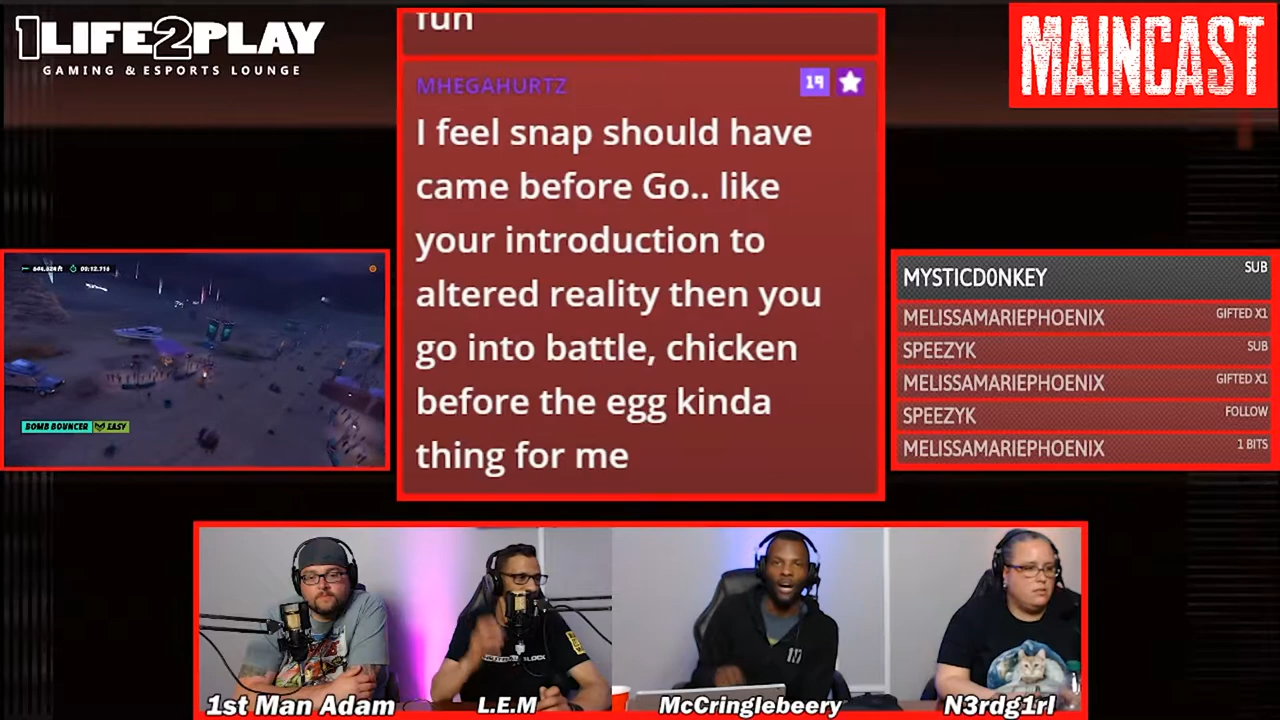 1LIFE2PLAY
GAMING & ESPORTS LOUNGE
fun
MHEGAHURTZ
19
I feel snap should have
came before Go.. like
your introduction to
altered reality then you
go into battle, chicken
before the egg kinda
thing for me
MAINCAST
BOMB BOUNCER EASY
MYSTICD0NKEY SUB
MELISSAMARIEPHOENIX GIFTED X1
SPEEZYK SUB
MELISSAMARIEPHOENIX GIFTED X1
SPEEZYK FOLLOW
MELISSAMARIEPHOENIX 1 BITS
117
1st Man Adam
L.E.M
McCringlebeery
N3rdg1rl